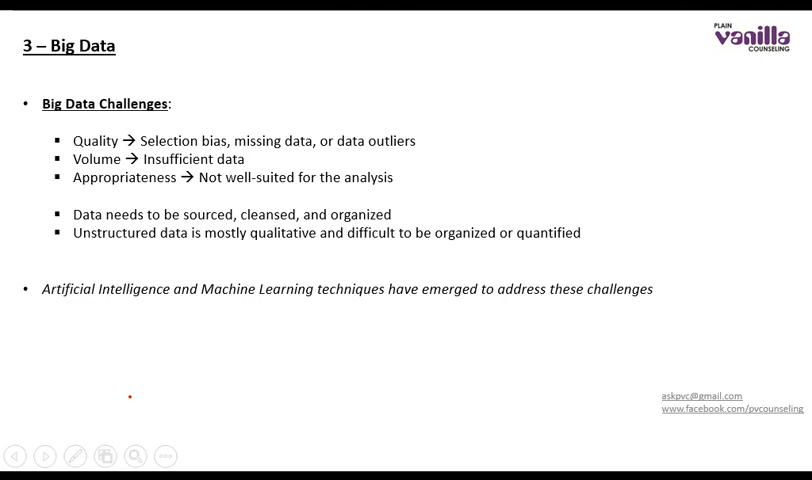 3 – Big Data
PLAIN
vanilla
COUNSELING
• Big Data Challenges:
▪ Quality → Selection bias, missing data, or data outliers
▪ Volume → Insufficient data
▪ Appropriateness → Not well-suited for the analysis
▪ Data needs to be sourced, cleansed, and organized
▪ Unstructured data is mostly qualitative and difficult to be organized or quantified
• Artificial Intelligence and Machine Learning techniques have emerged to address these challenges
askpvc@gmail.com
www.facebook.com/pvcounseling